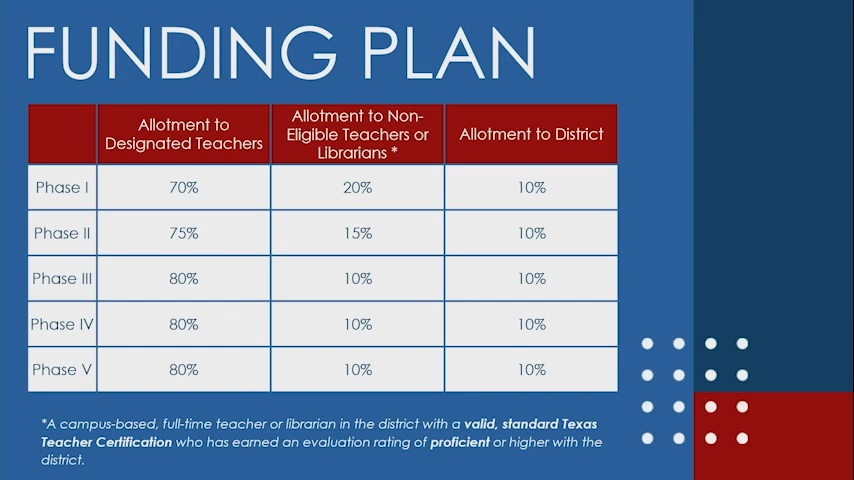 FUNDING PLAN
Allotment to
Designated Teachers
Allotment to Non-
Eligible Teachers or
Librarians *
Allotment to District
Phase I 70% 20% 10%
Phase II 75% 15% 10%
Phase III 80% 10% 10%
Phase IV 80% 10% 10%
Phase V 80% 10% 10%
*A campus-based, full-time teacher or librarian in the district with a valid, standard Texas
Teacher Certification who has earned an evaluation rating of proficient or higher with the
district.